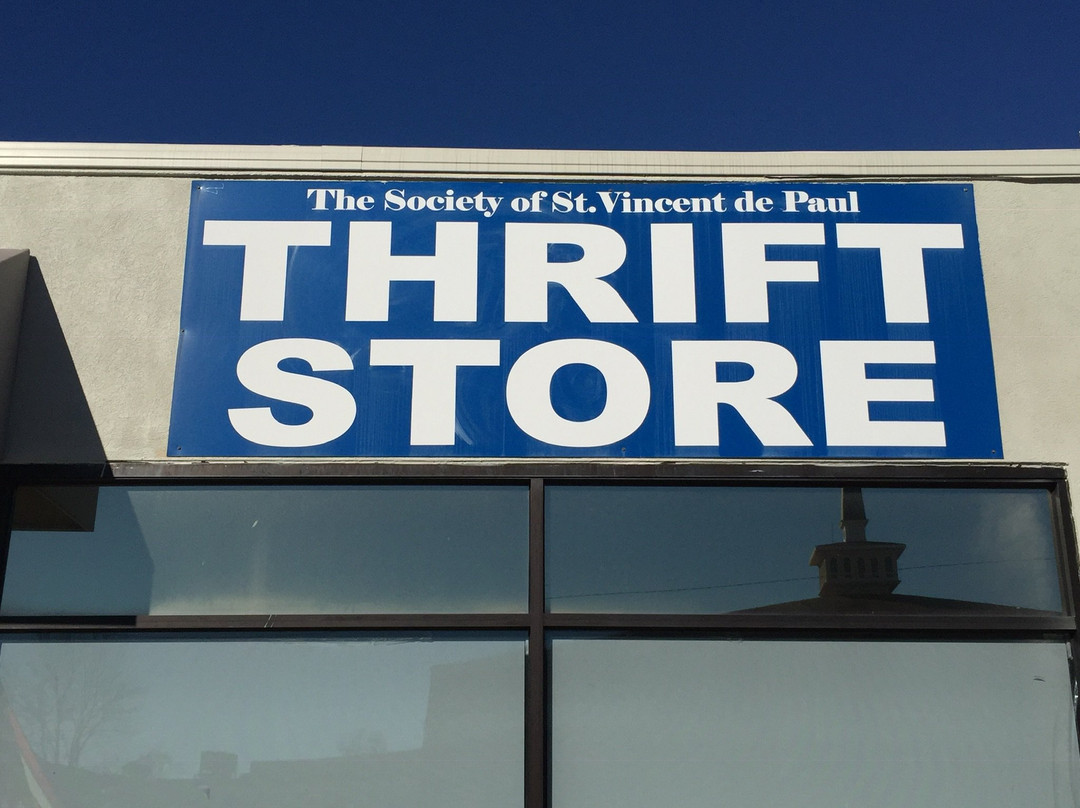 The Society of St. Vincent de Paul
THRIFT
STORE